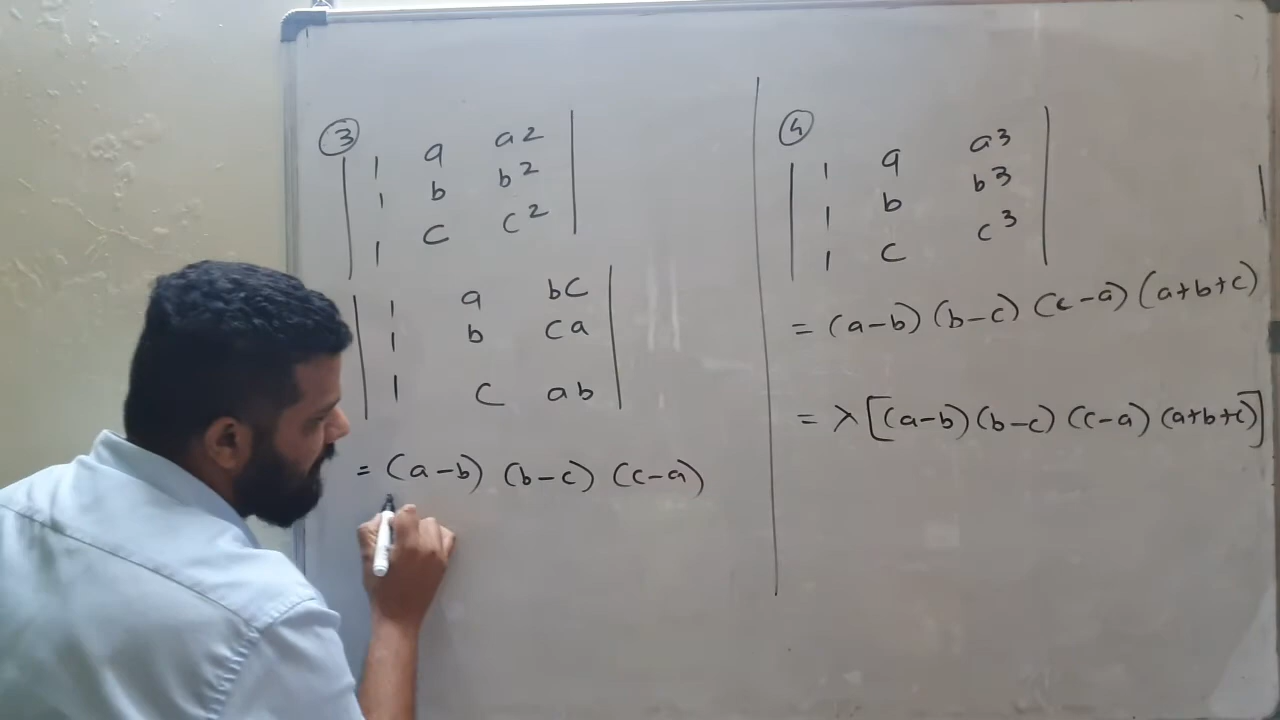 ③
| 1 a a2 |
| 1 b b2 |
| 1 c c2 |
| 1 a bc |
| 1 b ca |
| 1 c ab |
= (a-b) (b-c) (c-a)
④
| 1 a a3 |
| 1 b b3 |
| 1 c c3 |
= (a-b) (b-c) (c-a) (a+b+c)
= λ[(a-b)(b-c) (c-a) (a+b+c)]